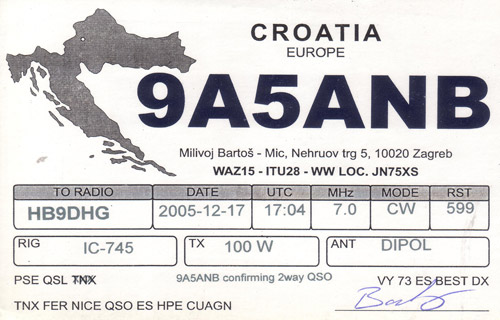 CROATIA
EUROPE
9A5ANB
Milivoj Bartoš - Mic, Nehruov trg 5, 10020 Zagreb
WAZ15 - ITU28 - WW LOC. JN75XS
TO RADIO DATE UTC MHz MODE RST
HB9DHG 2005-12-17 17:04 7.0 CW 599
RIG IC-745 TX 100 W ANT DIPOL
PSE QSL TNX 9A5ANB confirming 2way QSO VY 73 ES BEST DX
TNX FER NICE QSO ES HPE CUAGN